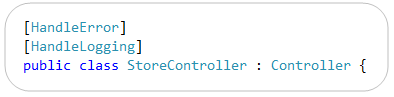 [HandleError]
[HandleLogging]
public class StoreController : Controller {